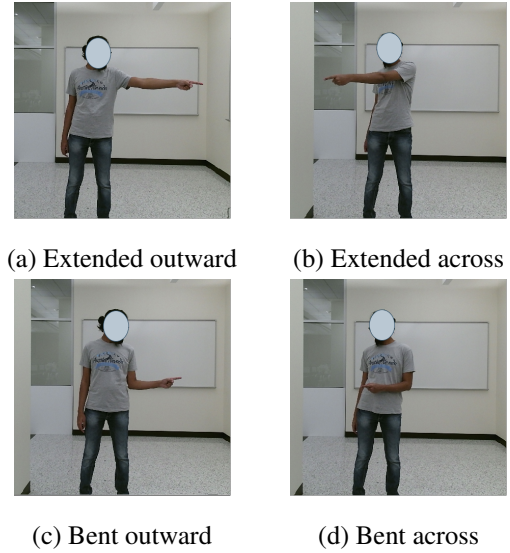 (a) Extended outward
(b) Extended across
(c) Bent outward
(d) Bent across